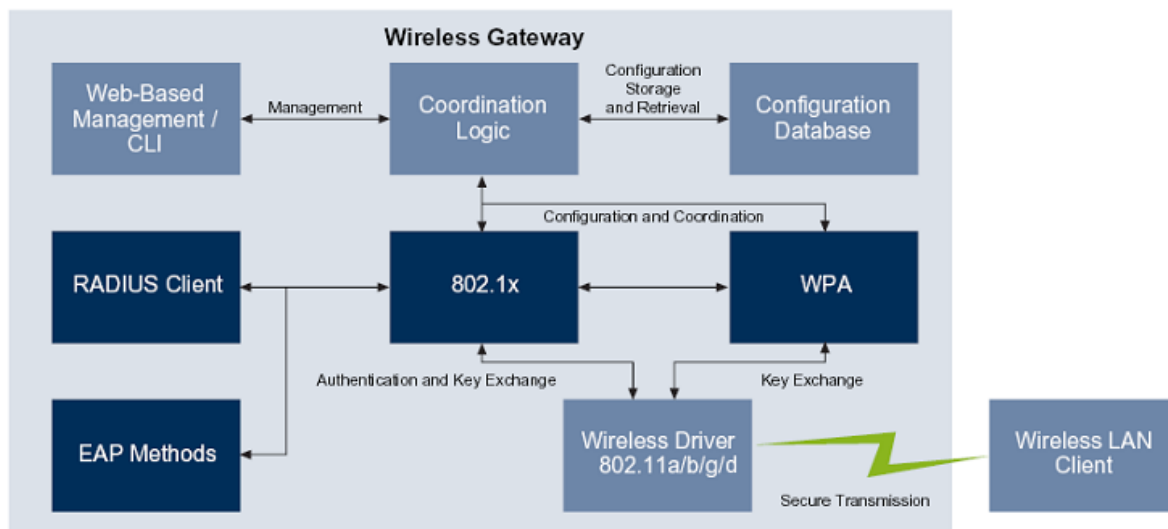 Wireless Gateway
Web-Based
Management /
CLI
Management
Coordination
Logic
Configuration
Storage
and Retrieval
Configuration
Database
Configuration and Coordination
RADIUS Client
802.1x
WPA
Authentication and Key Exchange
Key Exchange
EAP Methods
Wireless Driver
802.11a/b/g/d
Secure Transmission
Wireless LAN
Client